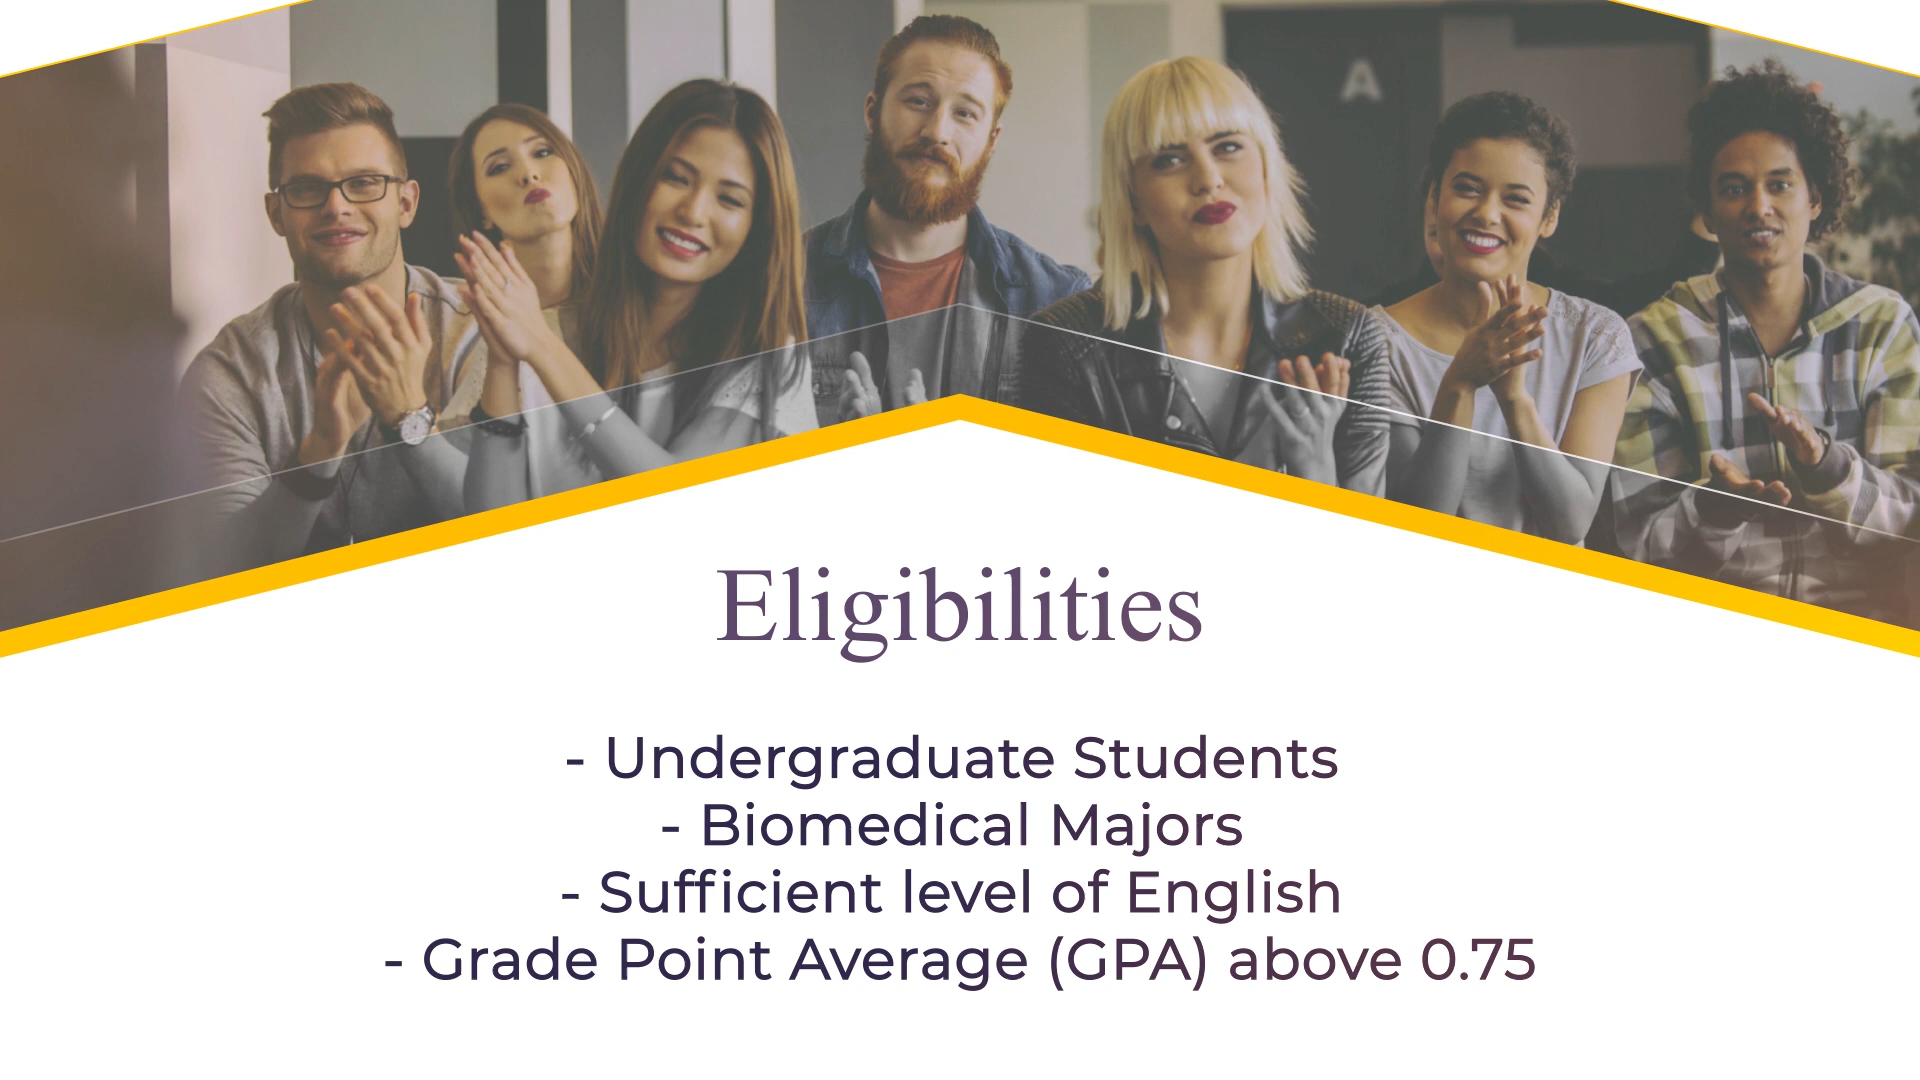 A
Eligibilities
- Undergraduate Students
- Biomedical Majors
- Sufficient level of English
- Grade Point Average (GPA) above 0.75